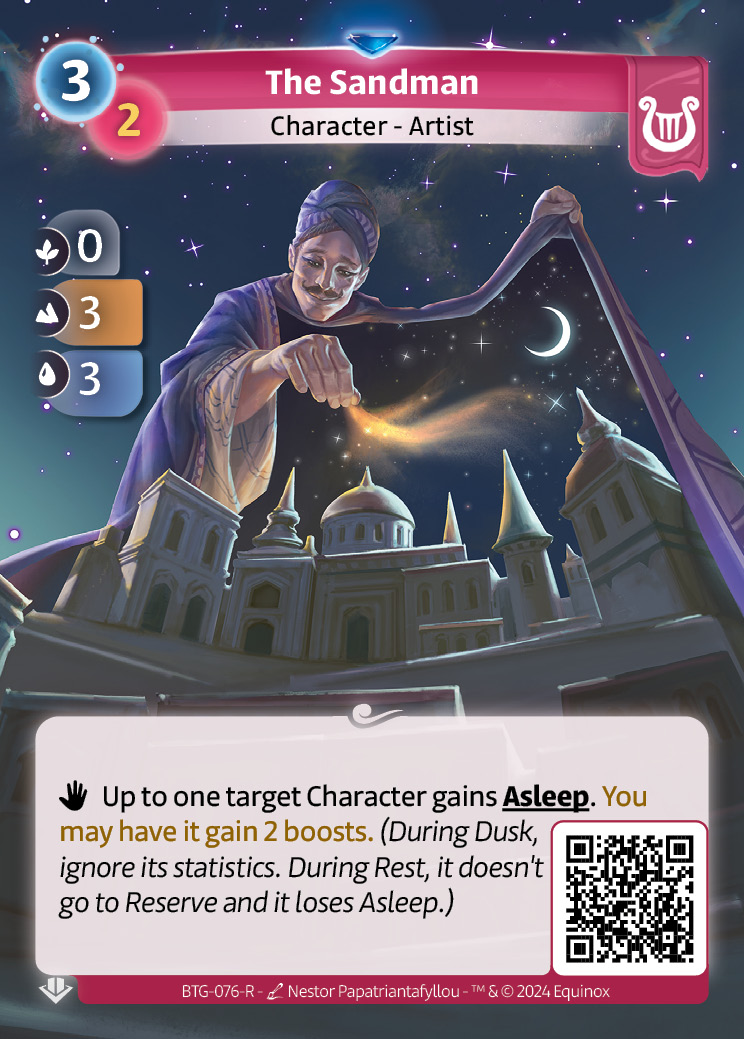 3
The Sandman
2
Character - Artist
0
3
3
Up to one target Character gains Asleep. You
may have it gain 2 boosts. (During Dusk,
ignore its statistics. During Rest, it doesn't
go to Reserve and it loses Asleep.)
BTG-076-R - Nestor Papatriantafyllou - ™ & © 2024 Equinox